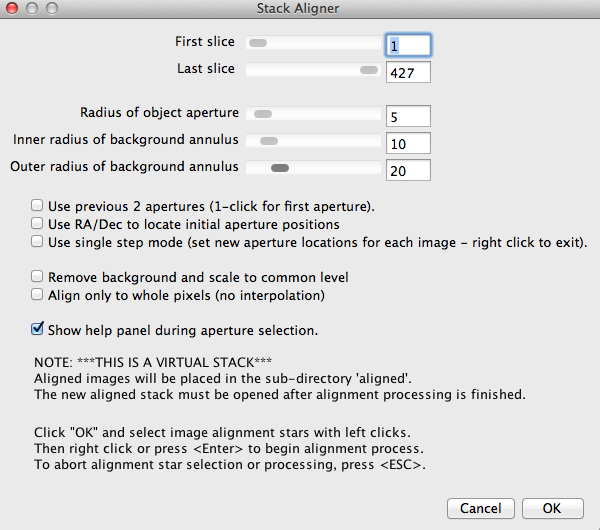 Stack Aligner
First slice 1
Last slice 427
Radius of object aperture 5
Inner radius of background annulus 10
Outer radius of background annulus 20
Use previous 2 apertures (1-click for first aperture).
Use RA/Dec to locate initial aperture positions
Use single step mode (set new aperture locations for each image - right click to exit).
Remove background and scale to common level
Align only to whole pixels (no interpolation)
Show help panel during aperture selection.
NOTE: ***THIS IS A VIRTUAL STACK***
Aligned images will be placed in the sub-directory 'aligned'.
The new aligned stack must be opened after alignment processing is finished.
Click "OK" and select image alignment stars with left clicks.
Then right click or press <Enter> to begin alignment process.
To abort alignment star selection or processing, press <ESC>.
Cancel OK